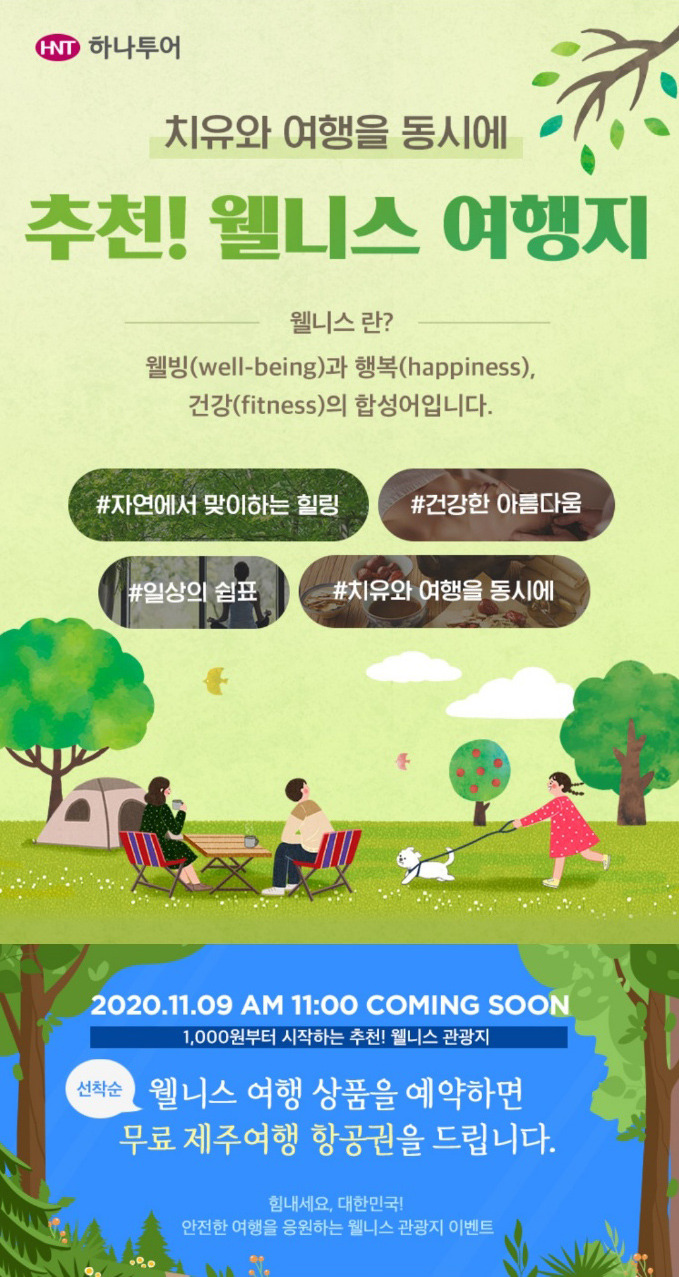 HNT 하나투어
치유와 여행을 동시에
추천! 웰니스 여행지
웰니스 란?
웰빙(well-being)과 행복(happiness),
건강(fitness)의 합성어입니다.
#자연에서 맞이하는 힐링 #건강한 아름다움
#일상의 쉼표 #치유와 여행을 동시에
2020.11.09 AM 11:00 COMING SOON
1,000원부터 시작하는 추천! 웰니스 관광지
선착순 웰니스 여행 상품을 예약하면
무료 제주여행 항공권을 드립니다.
힘내세요, 대한민국!
안전한 여행을 응원하는 웰니스 관광지 이벤트